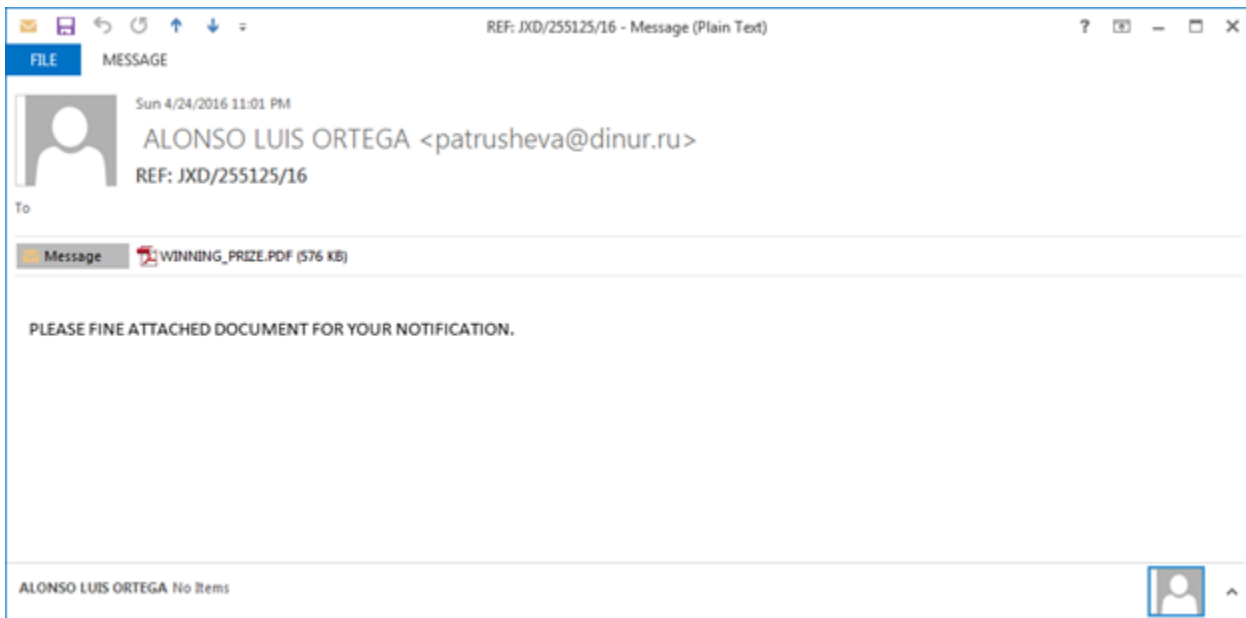 REF: JXD/255125/16 - Message (Plain Text)
FILE MESSAGE
Sun 4/24/2016 11:01 PM
ALONSO LUIS ORTEGA <patrusheva@dinur.ru>
REF: JXD/255125/16
To
Message WINNING_PRIZE.PDF (576 KB)
PLEASE FINE ATTACHED DOCUMENT FOR YOUR NOTIFICATION.
ALONSO LUIS ORTEGA No Items